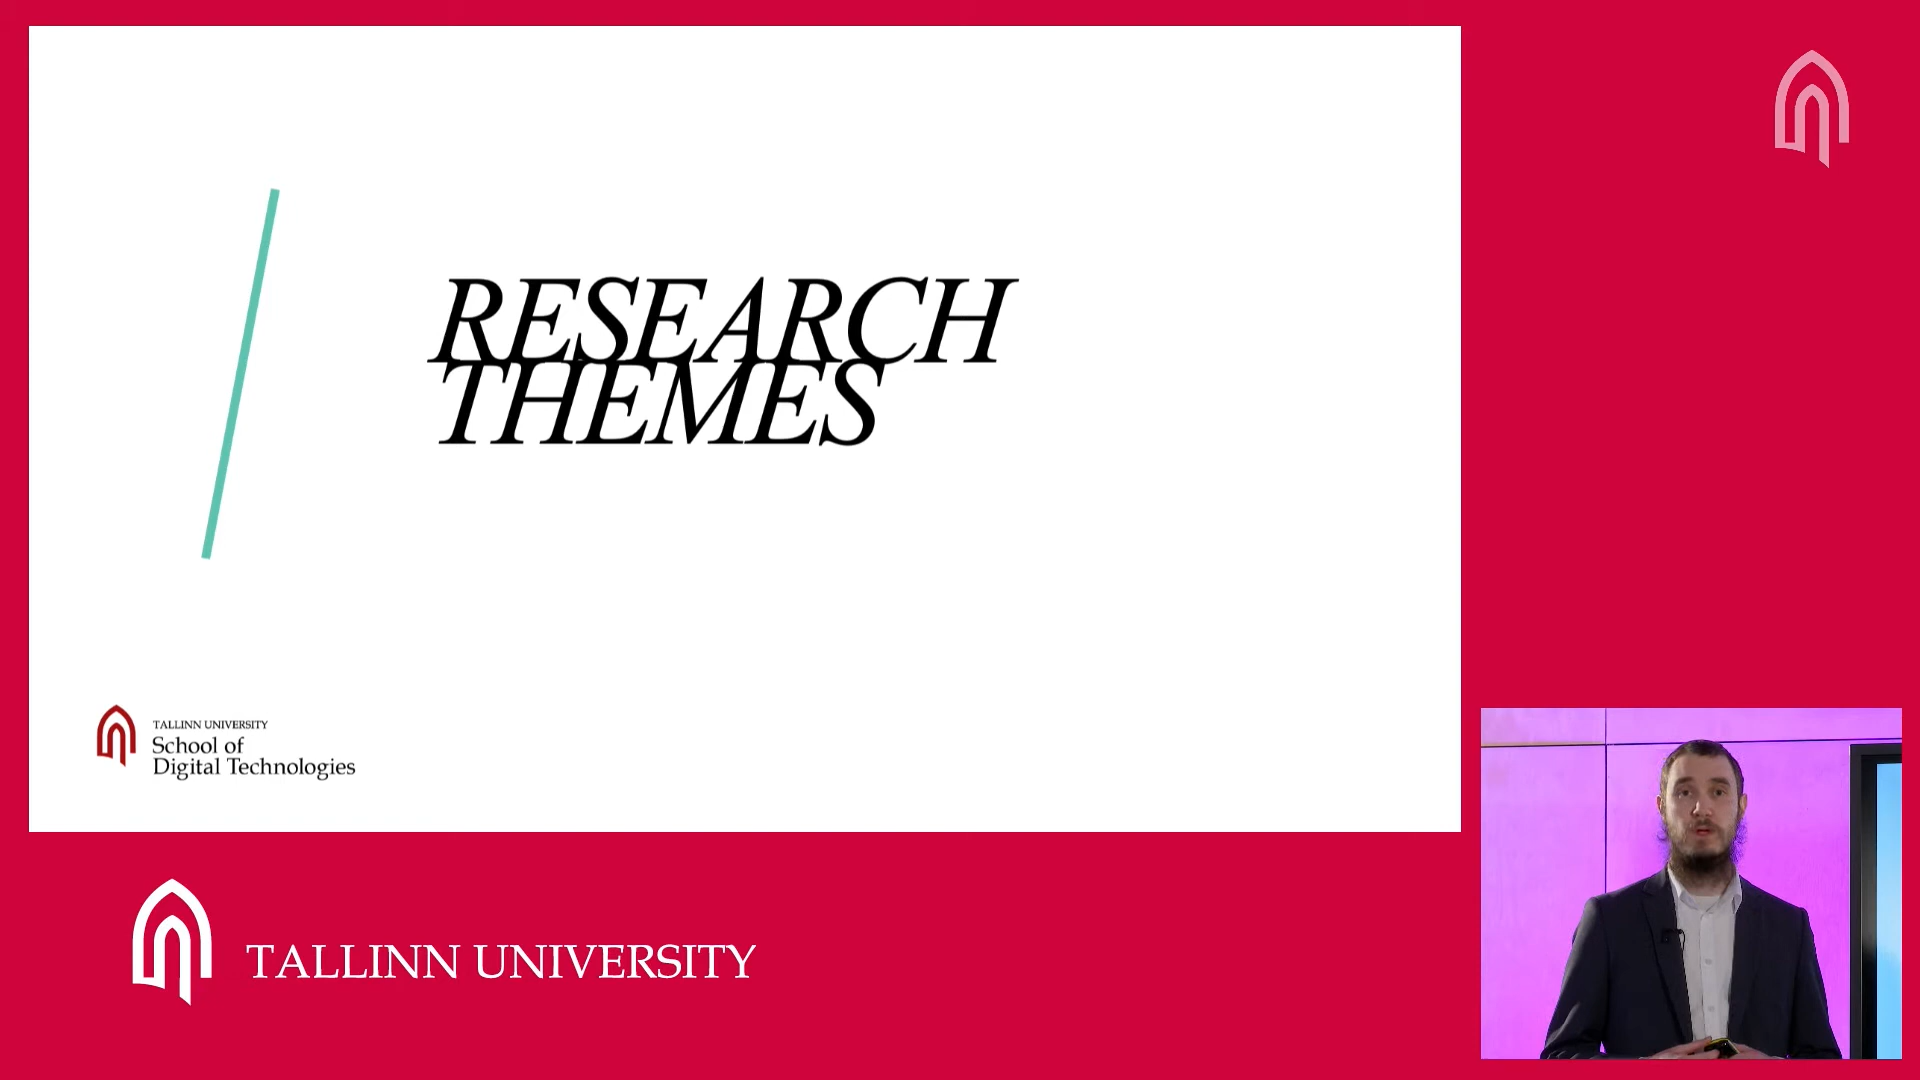 RESEARCH
THEMES
TALLINN UNIVERSITY
School of
Digital Technologies
TALLINN UNIVERSITY